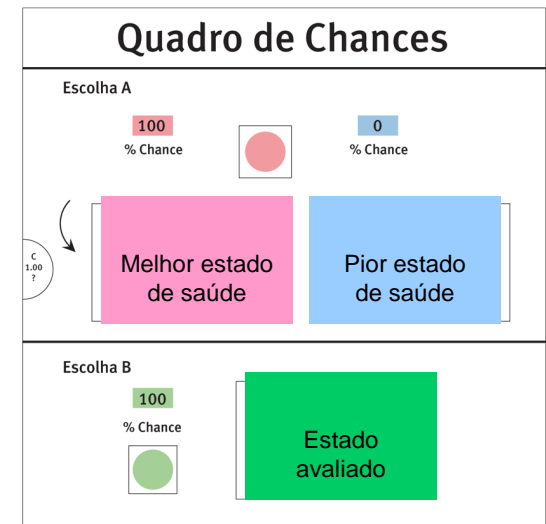 Quadro de Chances
Escolha A
100
% Chance
0
% Chance
C
1.00
?
Melhor estado
de saúde
Pior estado
de saúde
Escolha B
100
% Chance
Estado
avaliado